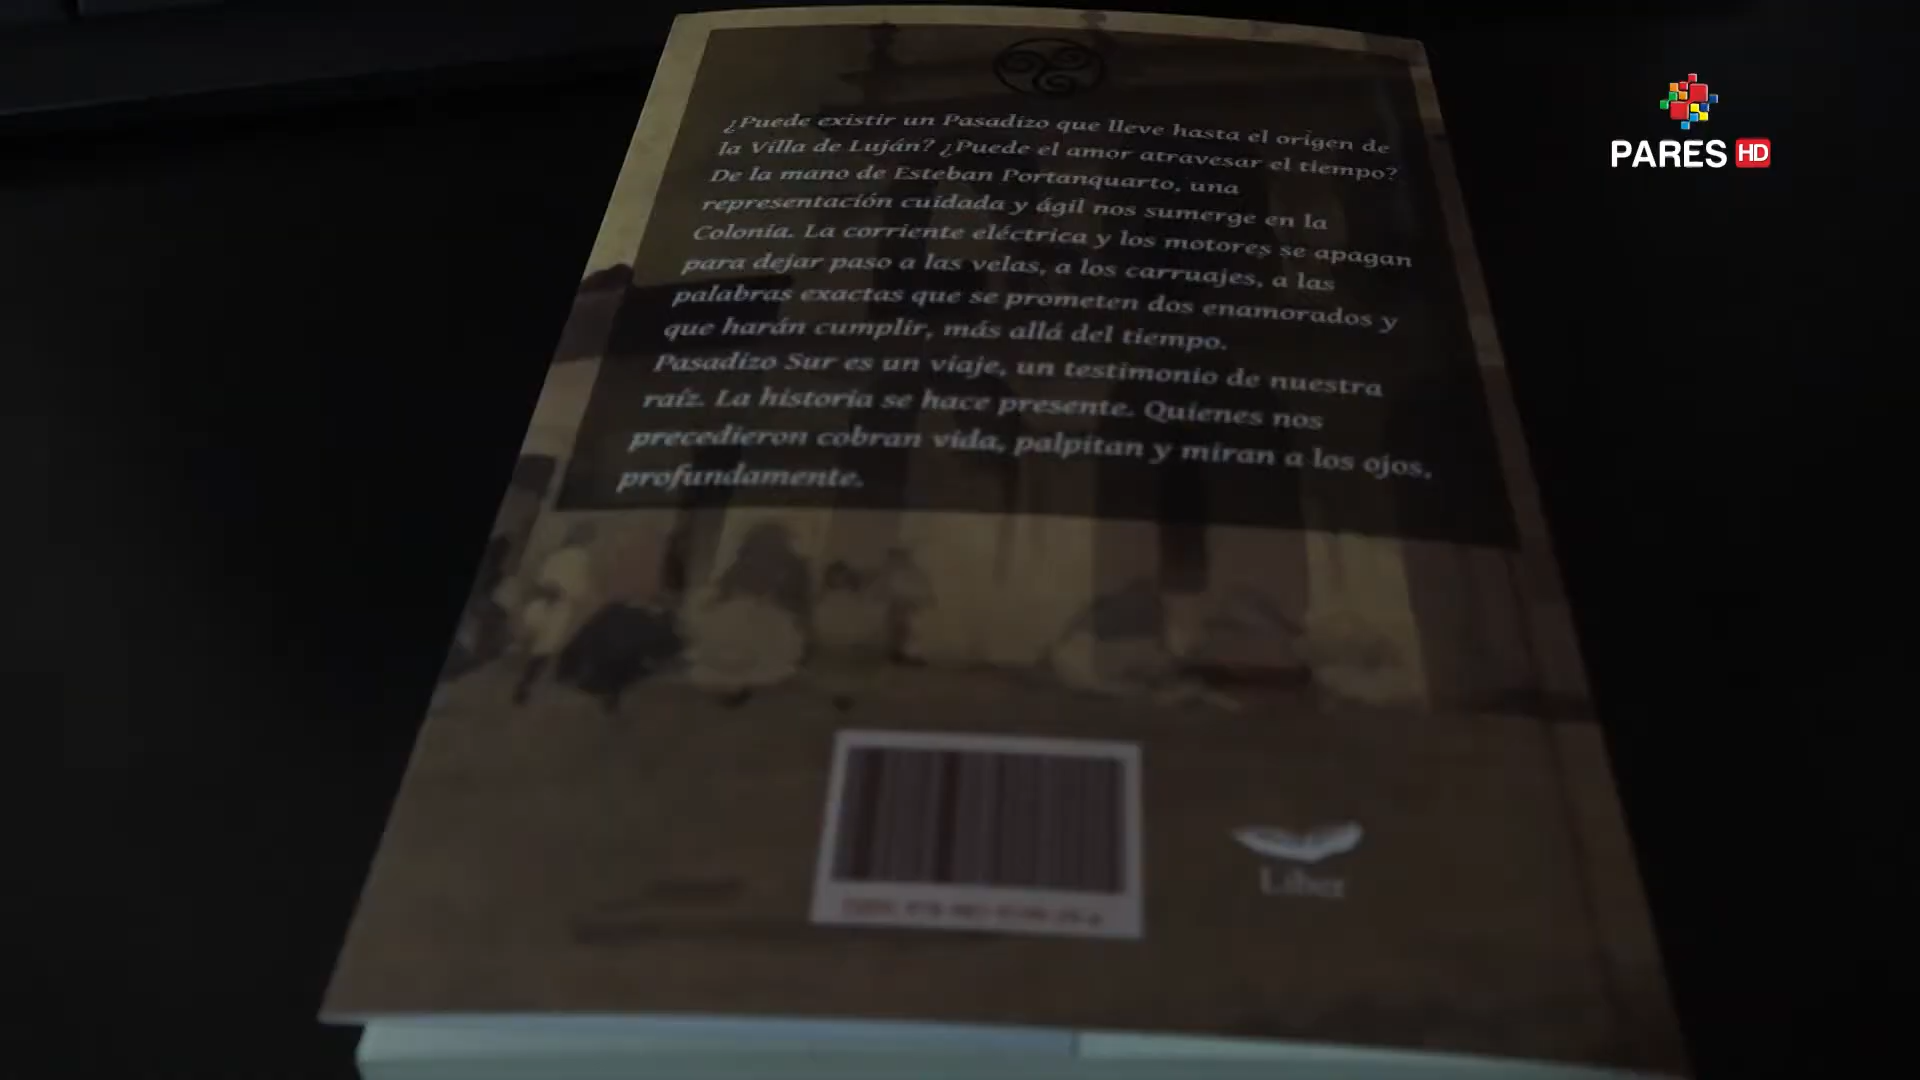 ¿Puede existir un Pasadizo que lleve hasta el origen de
la Villa de Luján? ¿Puede el amor atravesar el tiempo?
De la mano de Esteban Portanquarto, una
representación cuidada y ágil nos sumerge en la
Colonia. La corriente eléctrica y los motores se apagan
para dejar paso a las velas, a los carruajes, a las
palabras exactas que se prometen dos enamorados y
que harán cumplir, más allá del tiempo.
Pasadizo Sur es un viaje, un testimonio de nuestra
raíz. La historia se hace presente. Quienes nos
precedieron cobran vida, palpitan y miran a los ojos,
profundamente.
PARES HD
Liber